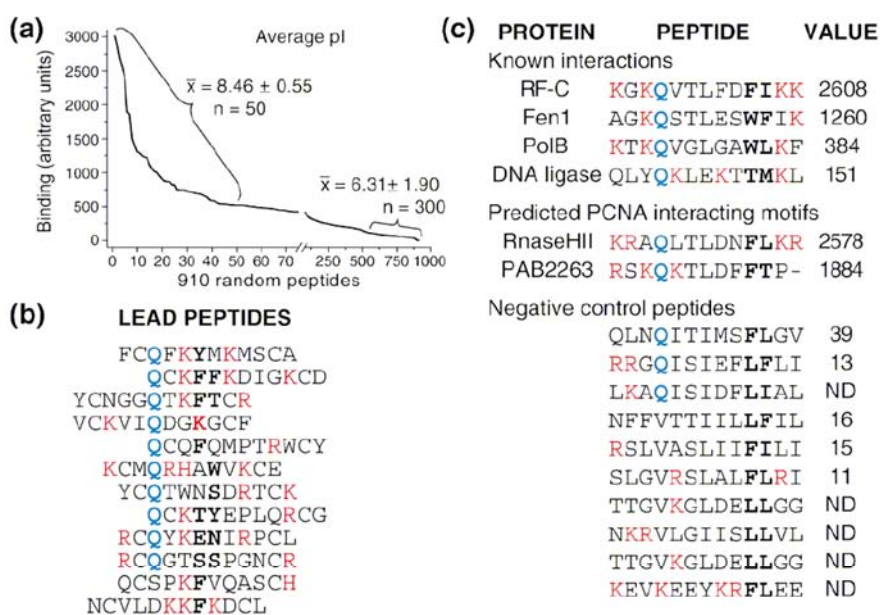 (a)
Average pI
3000
2500
2000
1500
1000
500
0
Binding (arbitrary units)
x̄ = 8.46 ± 0.55
n = 50
x̄ = 6.31± 1.90
n = 300
0 10 20 30 40 50 60 70 250 500 750 1000
910 random peptides
(b)
LEAD PEPTIDES
FCQFKYMKMSCA
QCKFFKDIGKCD
YCNGGQTKFTCR
VCKVIQDGKGCF
QCQFQMPTRWCY
KCMQRHAWVKCE
YCQTWNSDRTCK
QCKTYEPLQRCG
RCQYKENIRPCL
RCQGTSSPGNCR
QCSPKFVQASCH
NCVLDKKFKDCL
(c)
PROTEIN PEPTIDE VALUE
Known interactions
RF-C KGKQVTLFDFIKK 2608
Fen1 AGKQSTLESWFIK 1260
PolB KTKQVGLGAWLKF 384
DNA ligase QLYQKLEKTTMKL 151
Predicted PCNA interacting motifs
RnaseHII KRAQLTLDNFLKR 2578
PAB2263 RSKQKTLDFFTP- 1884
Negative control peptides
QLNQITIMSFLGV 39
RRGQISIEFLFLI 13
LKAQISIDFLIAL ND
NFFVTTIILLFIL 16
RSLVASLIIFILI 15
SLGVRSLALFLRI 11
TTGVKGLDELLGG ND
NKRVLGIISLLVL ND
TTGVKGLDELLGG ND
KEVKEEYKRFLEE ND